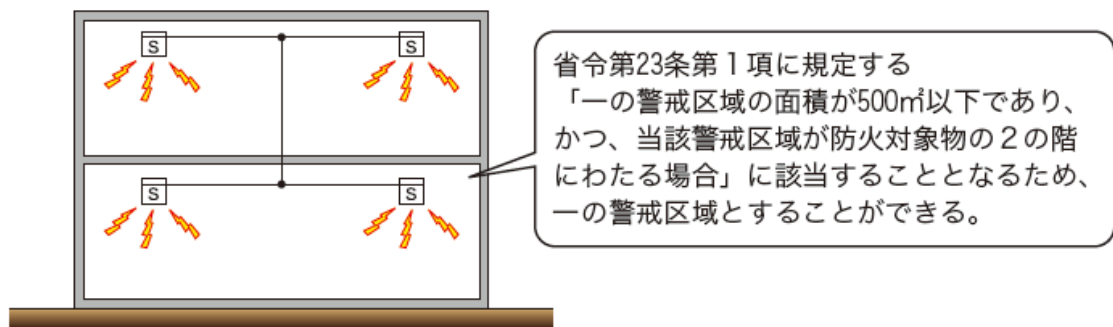 S
S
S
S
省令第23条第1項に規定する
「一の警戒区域の面積が500㎡以下であり、
かつ、当該警戒区域が防火対象物の2の階
にわたる場合」に該当することとなるため、
一の警戒区域とすることができる。